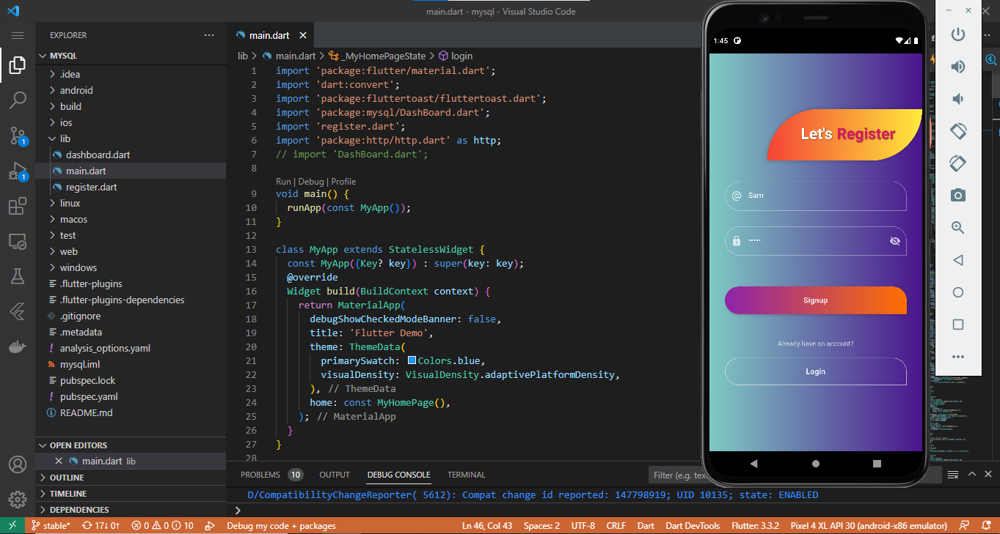 main.dart - mysql - Visual Studio Code
EXPLORER
MYSQL
.idea
android
build
ios
lib
dashboard.dart
main.dart
register.dart
linux
macos
test
web
windows
.flutter-plugins
.flutter-plugins-dependencies
.gitignore
.metadata
analysis_options.yaml
mysql.iml
pubspec.lock
pubspec.yaml
README.md
OPEN EDITORS
main.dart lib
OUTLINE
TIMELINE
DEPENDENCIES
1
1
main.dart
lib > main.dart > _MyHomePageState > login
1 import 'package:flutter/material.dart';
2 import 'dart:convert';
3 import 'package:fluttertoast/fluttertoast.dart';
4 import 'package:mysql/DashBoard.dart';
5 import 'register.dart';
6 import 'package:http/http.dart' as http;
7 // import 'DashBoard.dart';
8
Run | Debug | Profile
9 void main() {
10 runApp(const MyApp());
11 }
12
13 class MyApp extends StatelessWidget {
14 const MyApp({Key? key}) : super(key: key);
15 @override
16 Widget build(BuildContext context) {
17 return MaterialApp(
18 debugShowCheckedModeBanner: false,
19 title: 'Flutter Demo',
20 theme: ThemeData(
21 primarySwatch: Colors.blue,
22 visualDensity: VisualDensity.adaptivePlatformDensity,
23 ), // ThemeData
24 home: const MyHomePage(),
25 ); // MaterialApp
26 }
27 }
28
1:45
Let's Register
Sam
•••••
Signup
Already have an account?
Login
PROBLEMS 10 OUTPUT DEBUG CONSOLE TERMINAL
Filter (e.g.
D/CompatibilityChangeReporter( 5612): Compat change id reported: 147798919; UID 10135; state: ENABLED
stable* 17↓ 0↑ 0 0 10 Debug my code + packages
Ln 46, Col 43 Spaces: 2 UTF-8 CRLF Dart Dart DevTools Flutter: 3.3.2 Pixel 4 XL API 30 (android-x86 emulator)